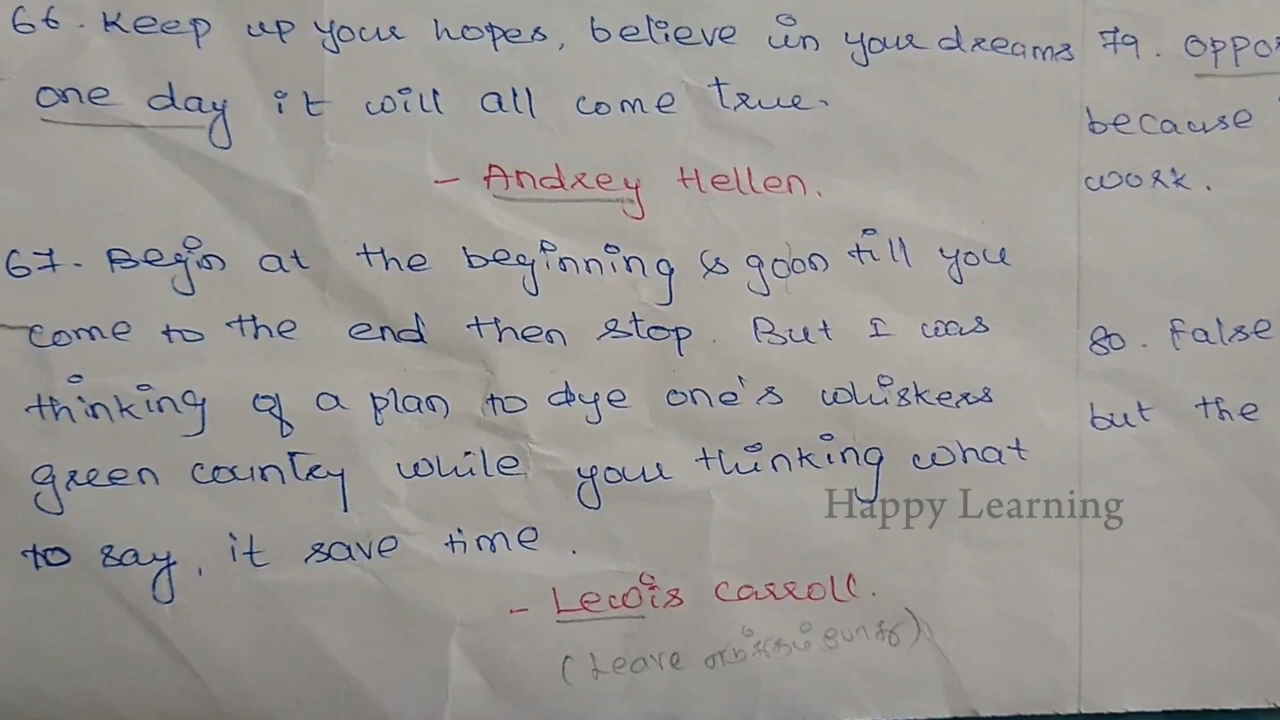 66. Keep up your hopes, believe in your dreams
one day it will all come true.
- Andrey Hellen.
67. Begin at the beginning & goon till you
come to the end then stop. But I was
thinking of a plan to dye one's whiskers
green country while your thinking what
to say, it save time.
- Lewis Carroll.
(Leave
79. Oppor
because
work.
80. False
but the
Happy Learning